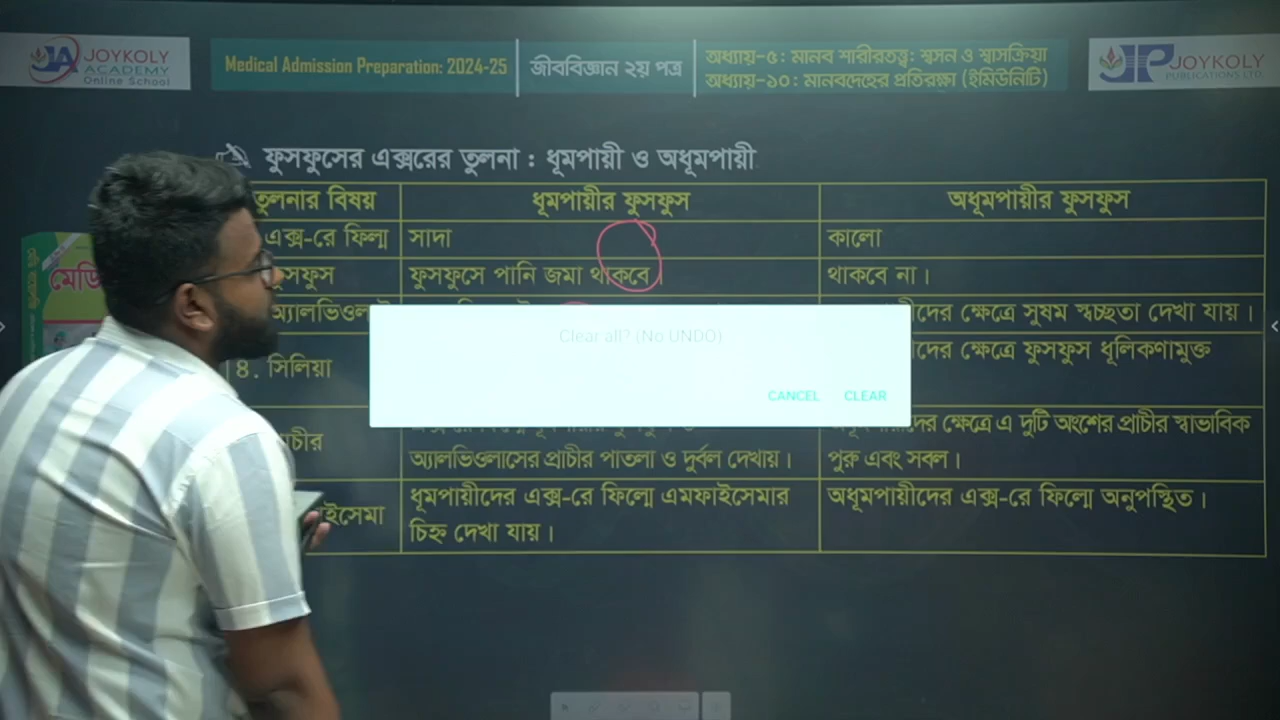 JA JOYKOLY
ACADEMY
Online School
Medical Admission Preparation: 2024-25
জীববিজ্ঞান ২য় পত্র
অধ্যায়-৫ : মানব শারীরতত্ত্ব: শ্বসন ও শ্বাসক্রিয়া
অধ্যায়-১০ : মানবদেহের প্রতিরক্ষা (ইমিউনিটি)
JP JOYKOLY
PUBLICATIONS LTD.
ফুসফুসের এক্সরের তুলনা : ধূমপায়ী ও অধূমপায়ী
তুলনার বিষয় ধূমপায়ীর ফুসফুস অধূমপায়ীর ফুসফুস
এক্স-রে ফিল্ম সাদা কালো
ফুসফুসে পানি জমা থাকবে। থাকবে না।
দের ক্ষেত্রে সুষম স্বচ্ছতা দেখা যায়।
৪. সিলিয়া দের ক্ষেত্রে ফুসফুস ধূলিকণামুক্ত
Clear all? (No UNDO)
CANCEL CLEAR
দের ক্ষেত্রে এ দুটি অংশের প্রাচীর স্বাভাবিক
অ্যালভিওলাসের প্রাচীর পাতলা ও দুর্বল দেখায়। পুরু এবং সবল।
ধূমপায়ীদের এক্স-রে ফিল্মে এমফাইসেমার অধূমপায়ীদের এক্স-রে ফিল্মে অনুপস্থিত।
চিহ্ন দেখা যায়।